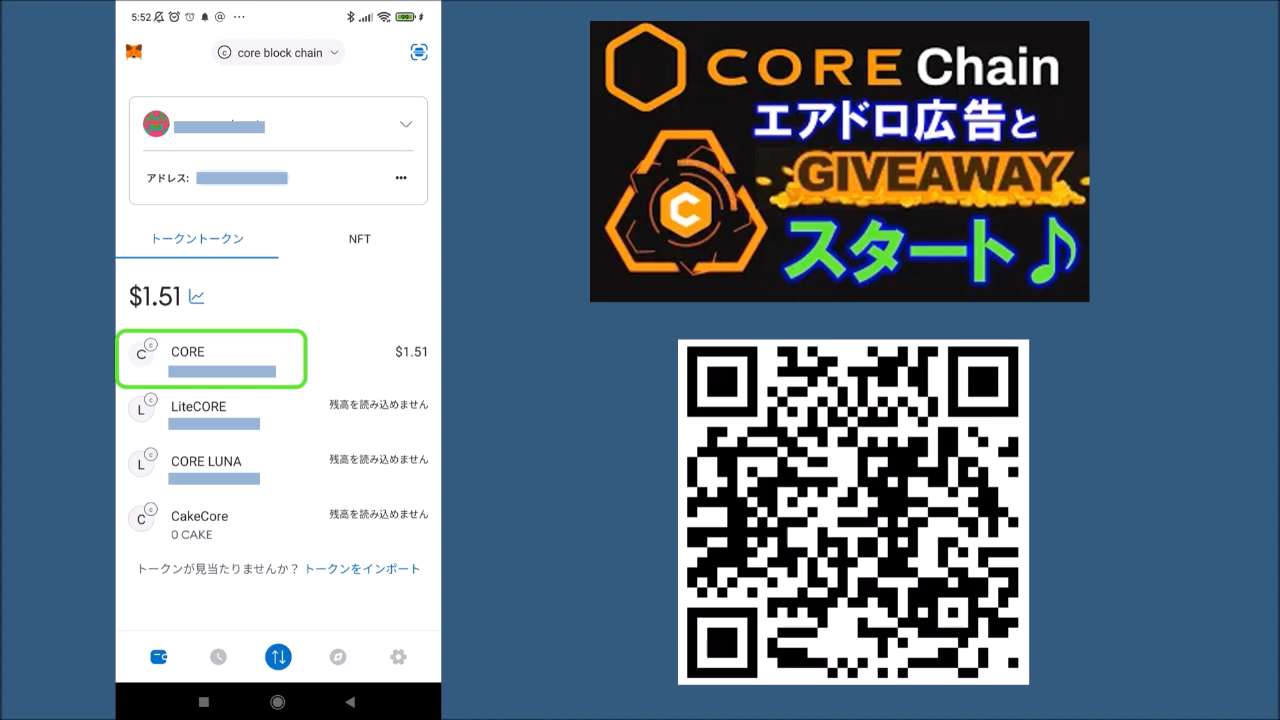 5:52
99
core block chain
アドレス:
トークントークン
NFT
$1.51
C
c
CORE
$1.51
L
c
LiteCORE
残高を読み込めません
L
c
CORE LUNA
残高を読み込めません
C
c
CakeCore
残高を読み込めません
0 CAKE
トークンが見当たりませんか？ トークンをインポート
CORE Chain
エアドロ広告と
GIVEAWAY
スタート♪